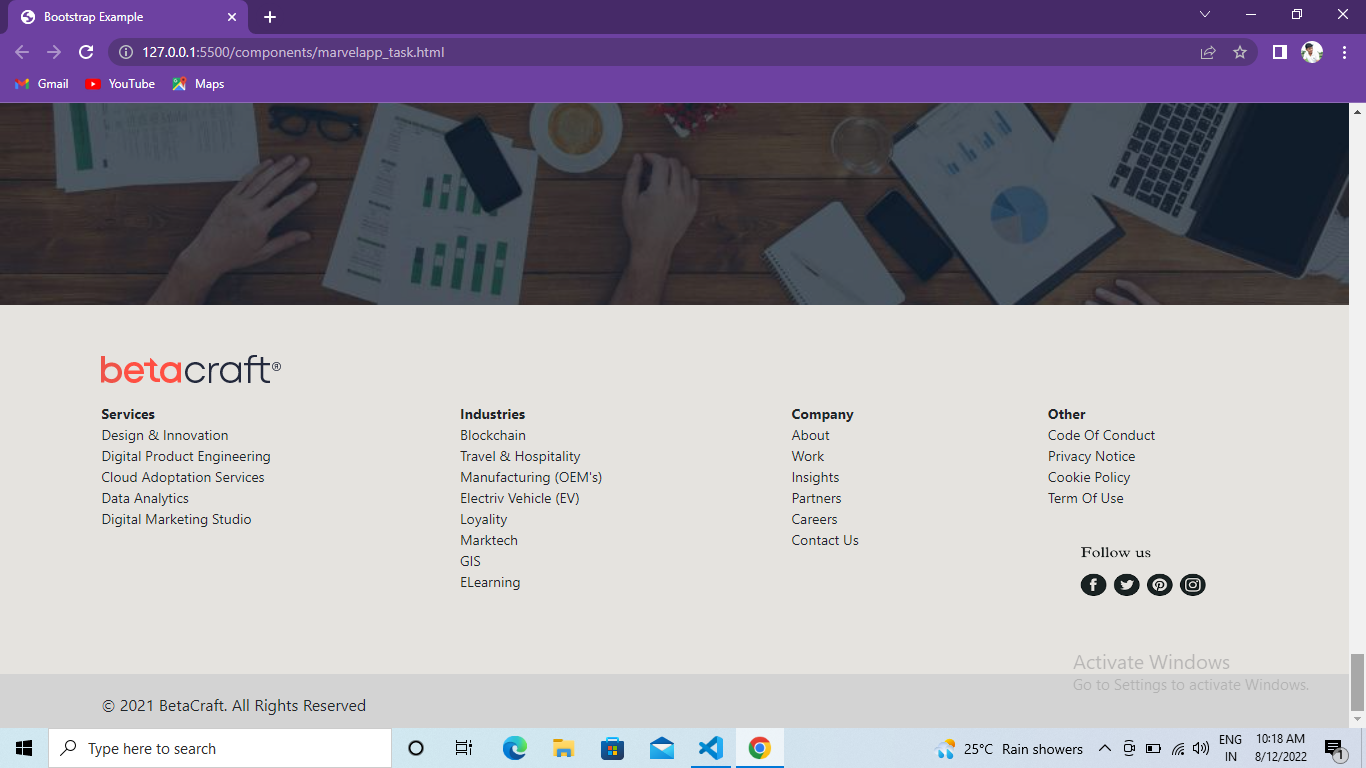 Bootstrap Example
127.0.0.1:5500/components/marvelapp_task.html
Gmail YouTube Maps
betacraft®
Services
Design & Innovation
Digital Product Engineering
Cloud Adoptation Services
Data Analytics
Digital Marketing Studio
Industries
Blockchain
Travel & Hospitality
Manufacturing (OEM's)
Electriv Vehicle (EV)
Loyality
Marktech
GIS
ELearning
Company
About
Work
Insights
Partners
Careers
Contact Us
Other
Code Of Conduct
Privacy Notice
Cookie Policy
Term Of Use
Follow us
Activate Windows
Go to Settings to activate Windows.
© 2021 BetaCraft. All Rights Reserved
Type here to search
25°C Rain showers
ENG
IN
10:18 AM
8/12/2022
1